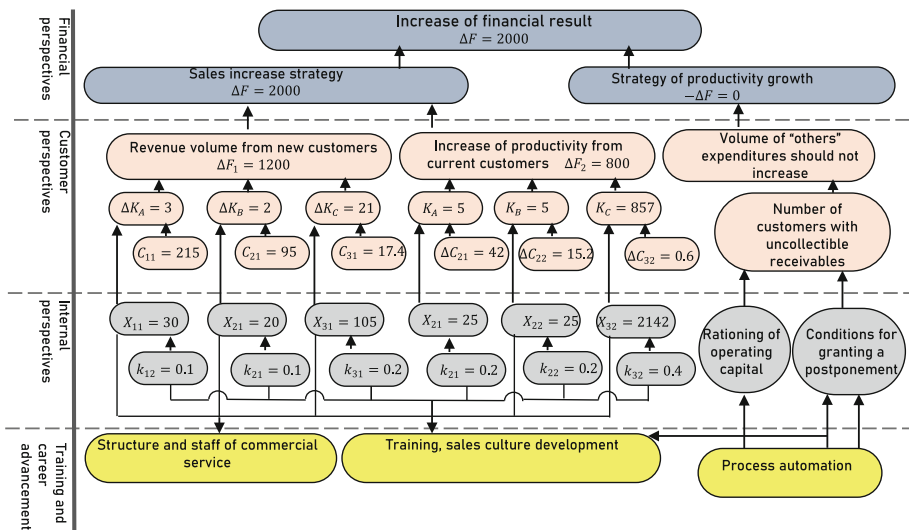 Financial
perspectives
Increase of financial result
ΔF = 2000
Sales increase strategy
ΔF = 2000
Strategy of productivity growth
−ΔF = 0
Customer
perspectives
Revenue volume from new customers
ΔF₁ = 1200
Increase of productivity from
current customers ΔF₂ = 800
Volume of “others”
expenditures should not
increase
ΔK_A = 3
ΔK_B = 2
ΔK_C = 21
K_A = 5
K_B = 5
K_C = 857
C₁₁ = 215
C₂₁ = 95
C₃₁ = 17.4
ΔC₂₁ = 42
ΔC₂₂ = 15.2
ΔC₃₂ = 0.6
Number of
customers with
uncollectible
receivables
Internal
perspectives
X₁₁ = 30
X₂₁ = 20
X₃₁ = 105
X₂₁ = 25
X₂₂ = 25
X₃₂ = 2142
k₁₂ = 0.1
k₂₁ = 0.1
k₃₁ = 0.2
k₂₁ = 0.2
k₂₂ = 0.2
k₃₂ = 0.4
Rationing of
operating
capital
Conditions for
granting a
postponement
Training and
career
advancement
Structure and staff of commercial
service
Training, sales culture development
Process automation